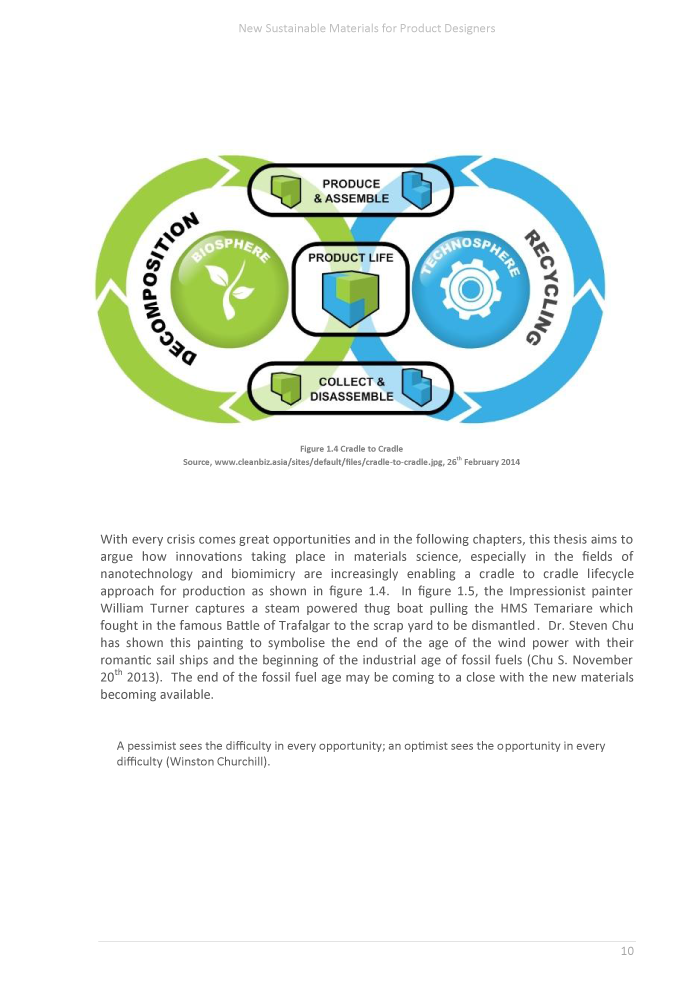 New Sustainable Materials for Product Designers
PRODUCE
& ASSEMBLE
DECOMPOSITION
BIOSPHERE
PRODUCT LIFE
TECHNOSPHERE
RECYCLING
COLLECT &
DISASSEMBLE
Figure 1.4 Cradle to Cradle
Source, www.cleanbiz.asia/sites/default/files/cradle-to-cradle.jpg, 26th February 2014
With every crisis comes great opportunities and in the following chapters, this thesis aims to
argue how innovations taking place in materials science, especially in the fields of
nanotechnology and biomimicry are increasingly enabling a cradle to cradle lifecycle
approach for production as shown in figure 1.4. In figure 1.5, the Impressionist painter
William Turner captures a steam powered thug boat pulling the HMS Temariare which
fought in the famous Battle of Trafalgar to the scrap yard to be dismantled. Dr. Steven Chu
has shown this painting to symbolise the end of the age of the wind power with their
romantic sail ships and the beginning of the industrial age of fossil fuels (Chu S. November
20th 2013). The end of the fossil fuel age may be coming to a close with the new materials
becoming available.
A pessimist sees the difficulty in every opportunity; an optimist sees the opportunity in every
difficulty (Winston Churchill).
10